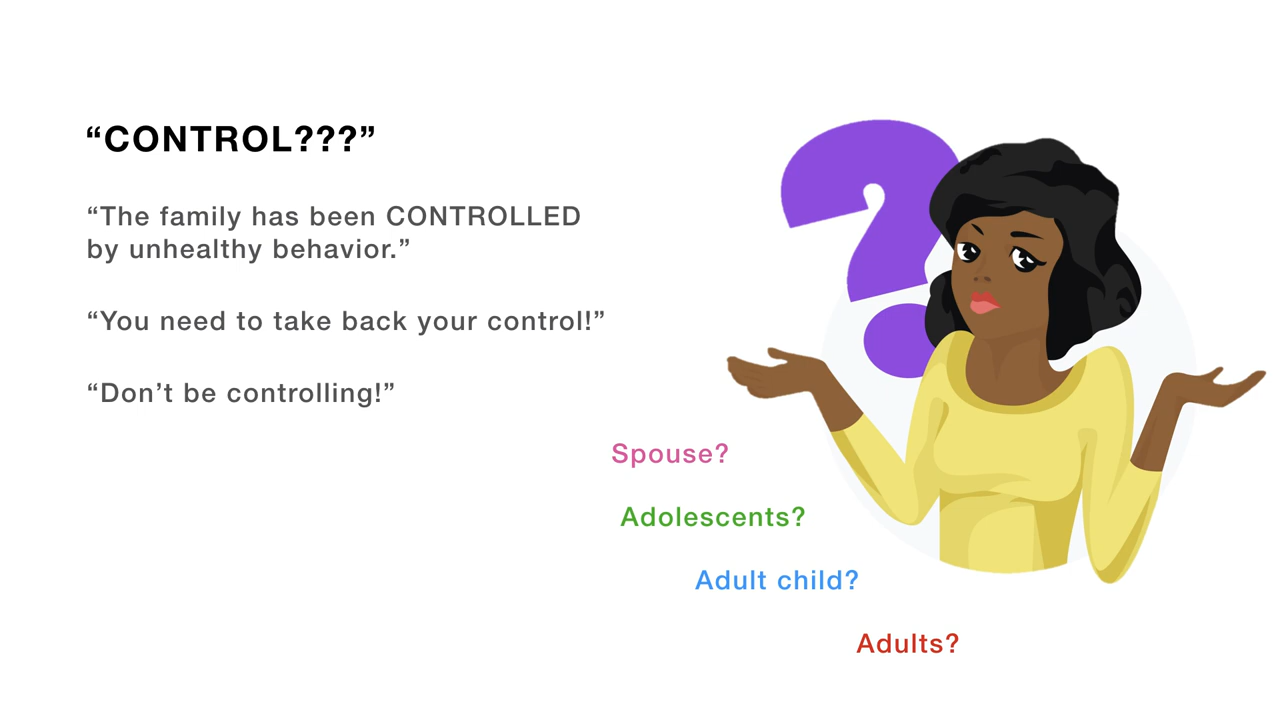 “CONTROL???”
“The family has been CONTROLLED
by unhealthy behavior.”
“You need to take back your control!”
“Don’t be controlling!”
Spouse?
Adolescents?
Adult child?
Adults?